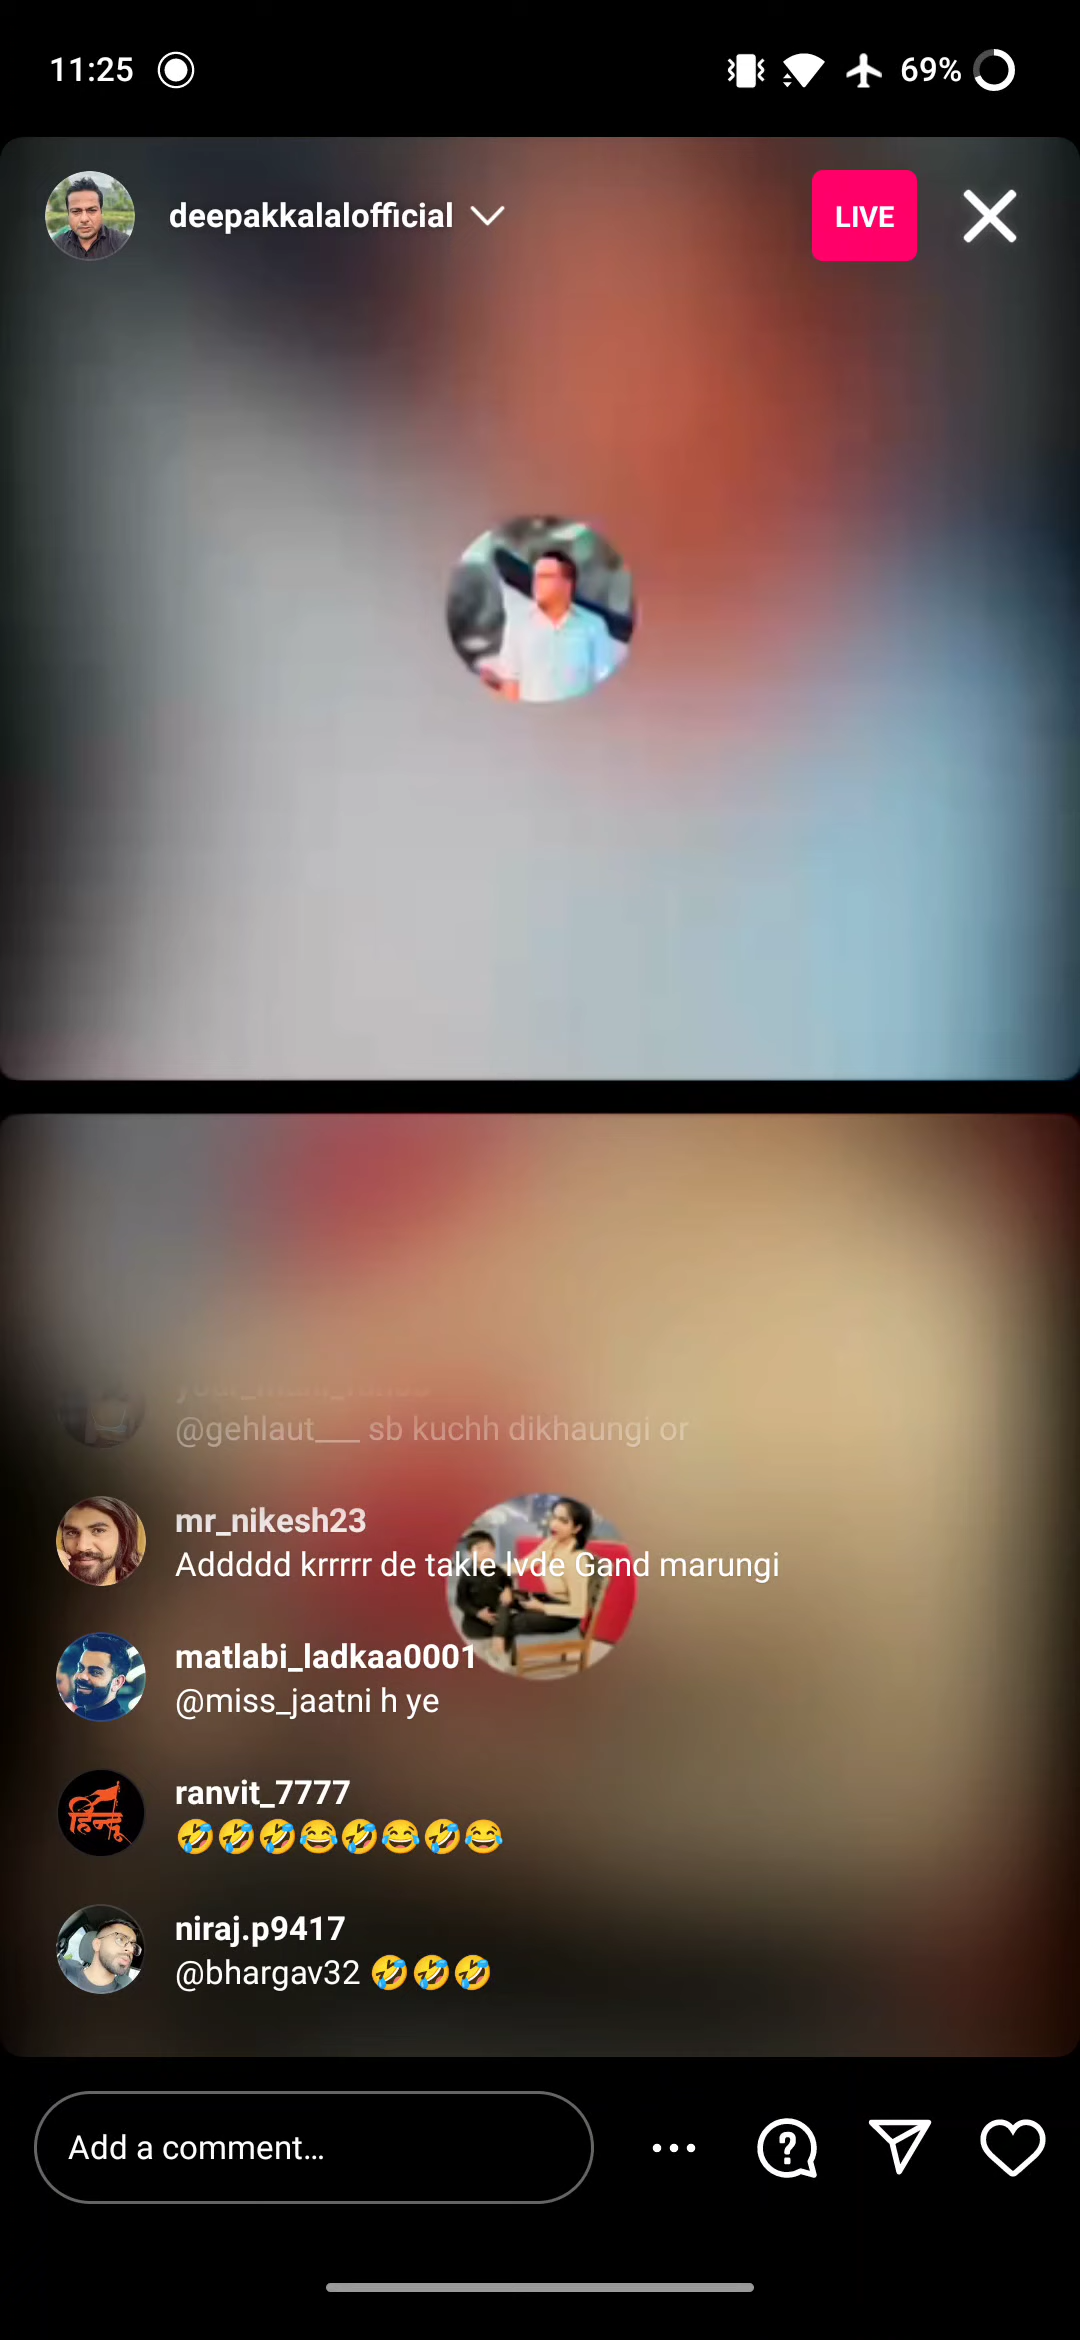 11:25
69%
deepakkalalofficial
LIVE
@gehlaut___ sb kuchh dikhaungi or
mr_nikesh23
Addddd krrrrr de takle lvde Gand marungi
matlabi_ladkaa0001
@miss_jaatni h ye
ranvit_7777
🤣🤣🤣😂🤣😂🤣😂
हिन्दू
niraj.p9417
@bhargav32 🤣🤣🤣
Add a comment...